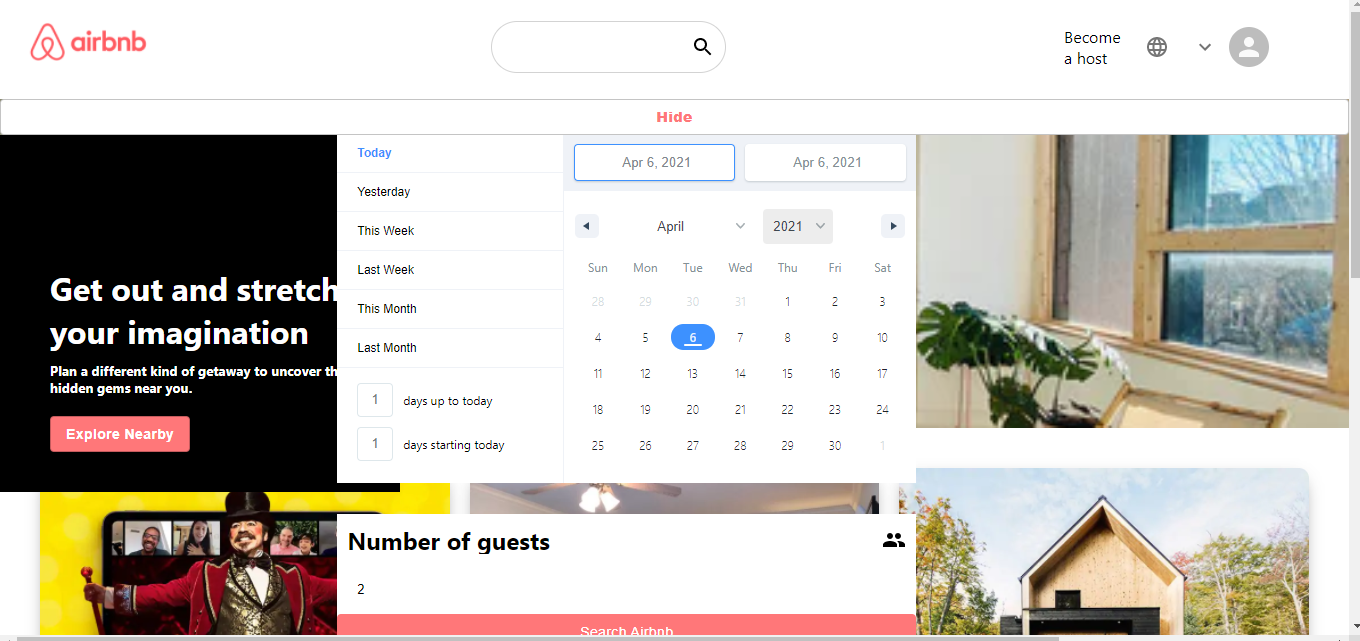 airbnb
Become
a host
Hide
Today
Yesterday
This Week
Last Week
This Month
Last Month
1 days up to today
1 days starting today
Apr 6, 2021 Apr 6, 2021
April 2021
Sun Mon Tue Wed Thu Fri Sat
28 29 30 31 1 2 3
4 5 6 7 8 9 10
11 12 13 14 15 16 17
18 19 20 21 22 23 24
25 26 27 28 29 30 1
Get out and stretch
your imagination
Plan a different kind of getaway to uncover th
hidden gems near you.
Explore Nearby
Number of guests
2
Search Airbnb